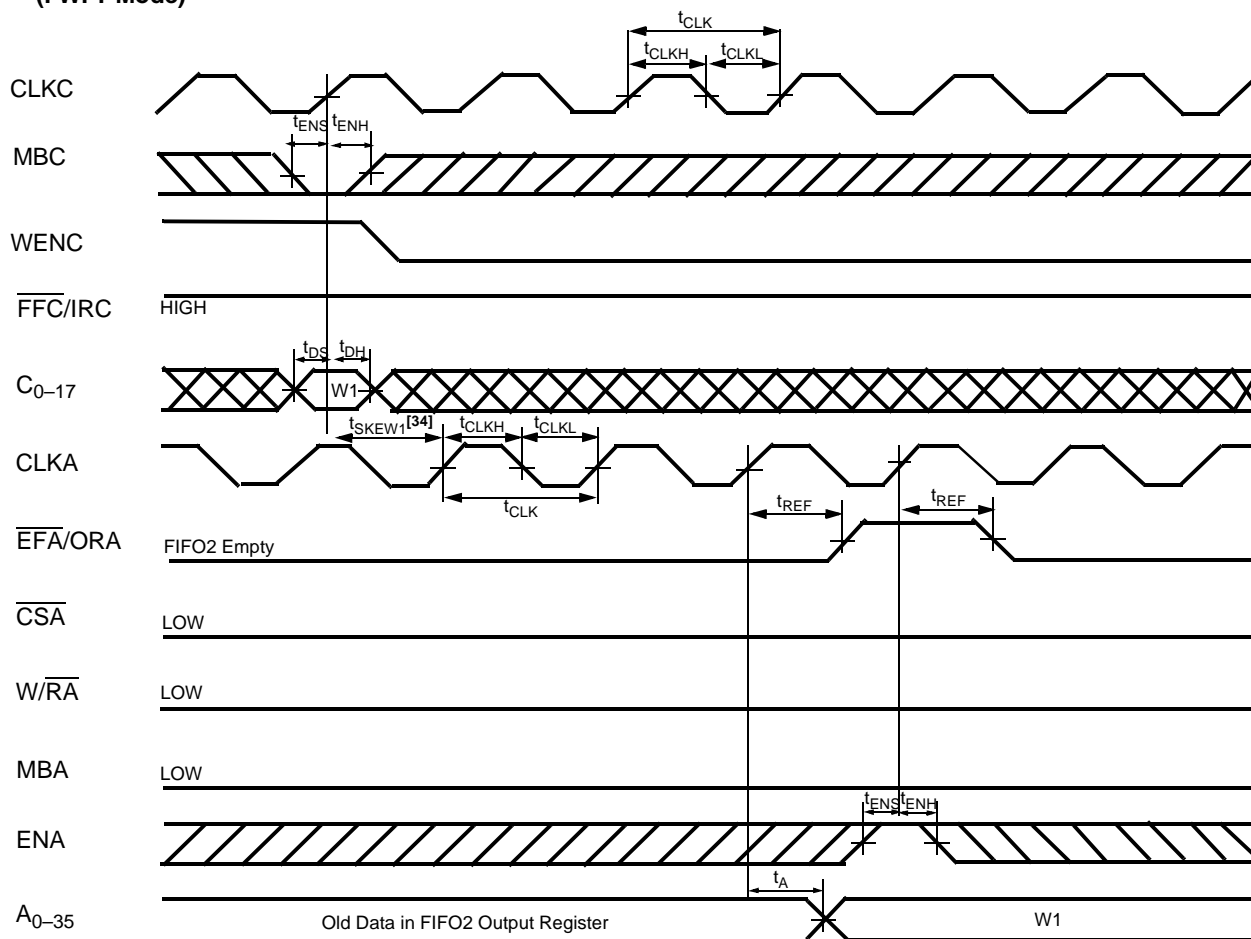 (FWFT Mode)
tCLK
tCLKH tCLKL
CLKC
tENS tENH
MBC
WENC
FFC/IRC HIGH
tDS tDH
C0–17 W1
tSKEW1[34] tCLKH tCLKL
CLKA
tCLK
tREF tREF
EFA/ORA FIFO2 Empty
CSA LOW
W/RA LOW
MBA LOW
tENS tENH
ENA
tA
A0–35 Old Data in FIFO2 Output Register W1